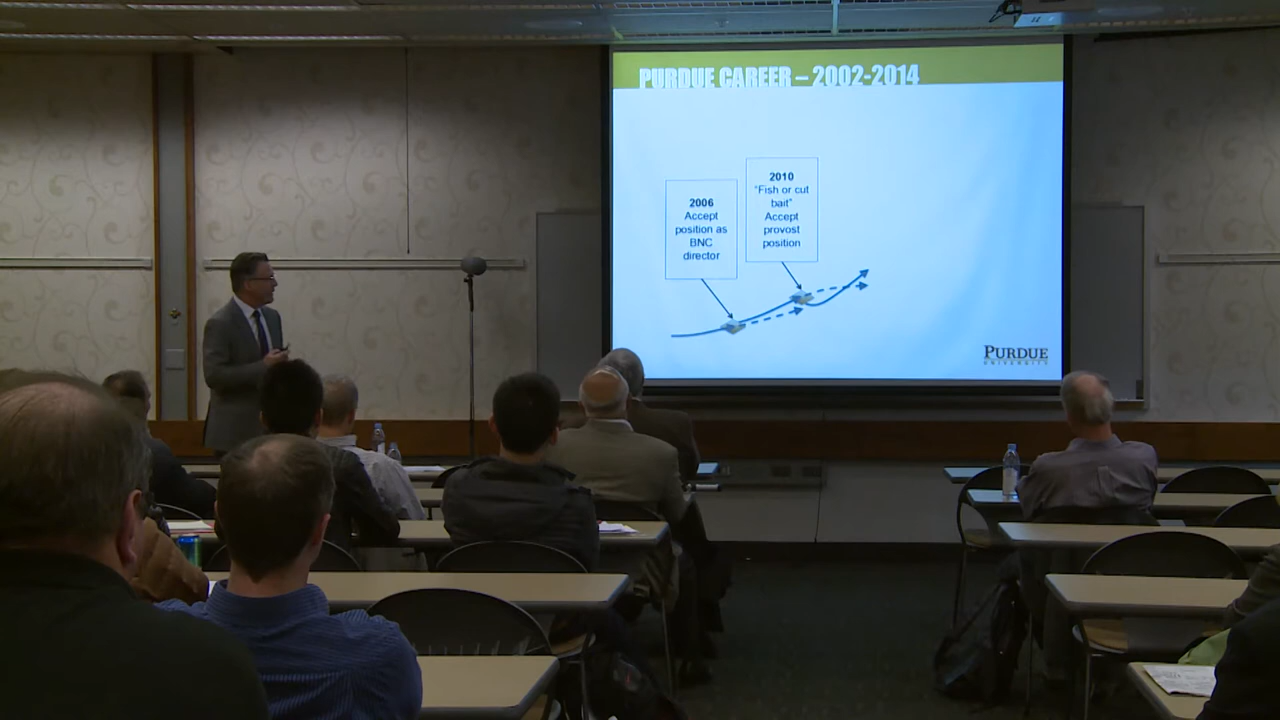 PURDUE CAREER – 2002-2014
2006
Accept
position as
BNC
director
2010
"Fish or cut
bait"
Accept
provost
position
PURDUE
UNIVERSITY